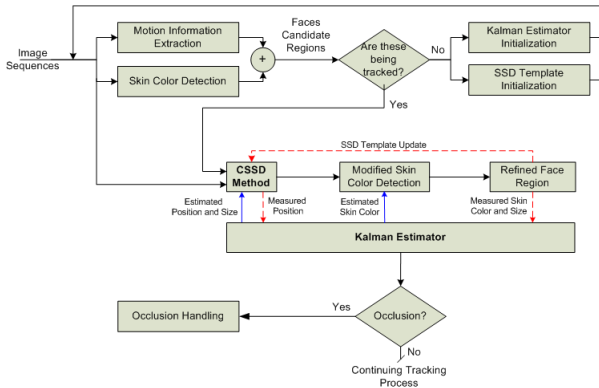 Image
Sequences
Motion Information
Extraction
Skin Color Detection
+
Faces
Candidate
Regions
Are these
being
tracked?
No
Yes
Kalman Estimator
Initialization
SSD Template
Initialization
SSD Template Update
CSSD
Method
Modified Skin
Color Detection
Refined Face
Region
Estimated
Position and Size
Measured
Position
Estimated
Skin Color
Measured Skin
Color and Size
Kalman Estimator
Occlusion Handling
Yes
Occlusion?
No
Continuing Tracking
Process